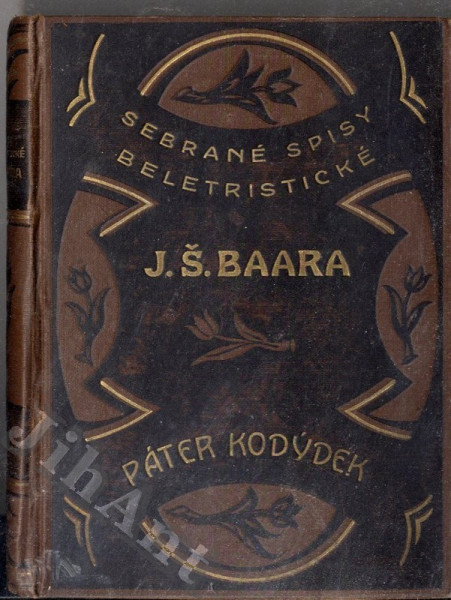 SEBRANÉ SPISY
BELETRISTICKÉ
J. Š. BAARA
PÁTER KODÝDEK
JihAnt